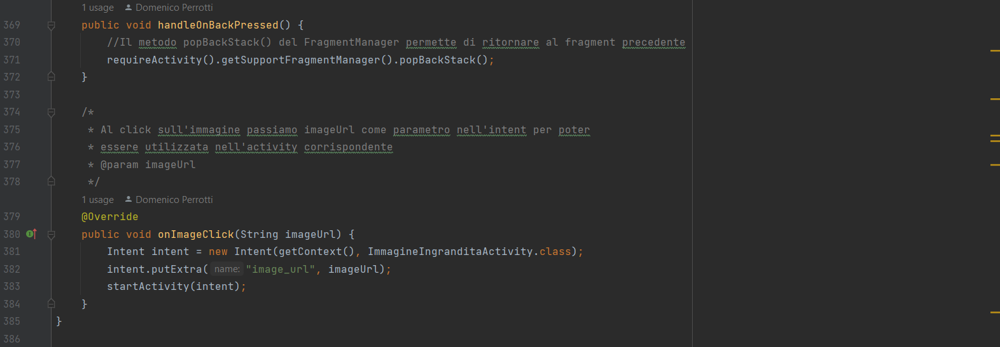 1 usage Domenico Perrotti
369 public void handleOnBackPressed() {
370 //Il metodo popBackStack() del FragmentManager permette di ritornare al fragment precedente
371 requireActivity().getSupportFragmentManager().popBackStack();
372 }
373
374 /*
375 * Al click sull'immagine passiamo imageUrl come parametro nell'intent per poter
376 * essere utilizzata nell'activity corrispondente
377 * @param imageUrl
378 */
1 usage Domenico Perrotti
379 @Override
380 public void onImageClick(String imageUrl) {
381 Intent intent = new Intent(getContext(), ImmagineIngranditaActivity.class);
382 intent.putExtra( name: "image_url", imageUrl);
383 startActivity(intent);
384 }
385 }
386